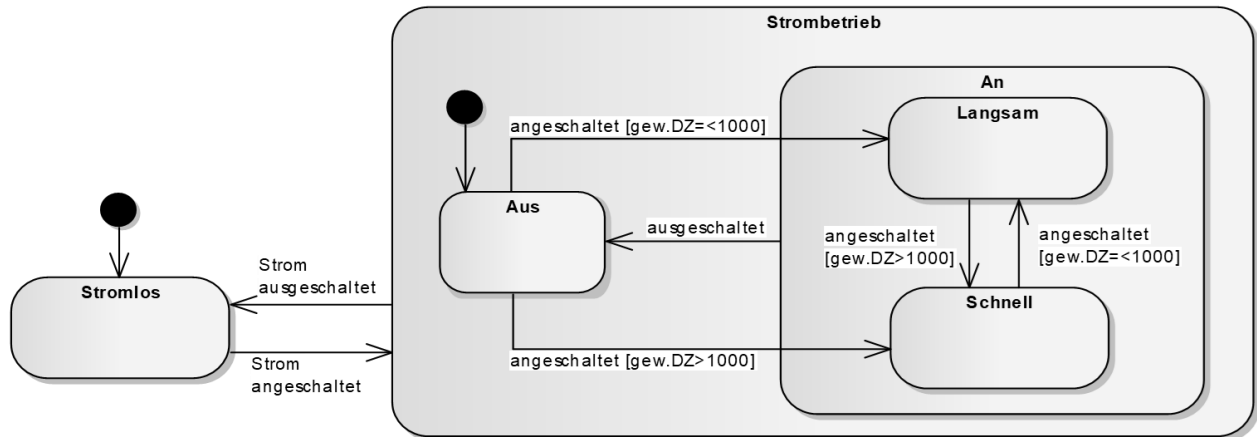 Strombetrieb
An
Langsam
angeschaltet [gew.DZ=<1000]
Aus
ausgeschaltet
angeschaltet
[gew.DZ>1000]
angeschaltet
[gew.DZ=<1000]
Strom
ausgeschaltet
Stromlos
Schnell
angeschaltet [gew.DZ>1000]
Strom
angeschaltet